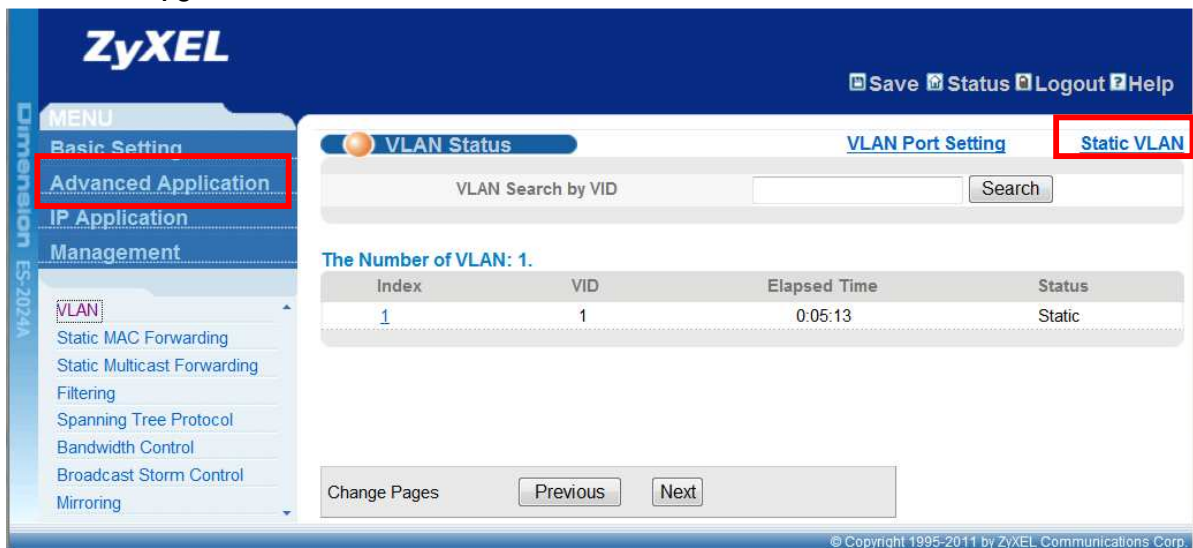 ZyXEL
Save Status Logout Help
Dimension ES-2024A
MENU
Basic Setting
Advanced Application
IP Application
Management
VLAN
Static MAC Forwarding
Static Multicast Forwarding
Filtering
Spanning Tree Protocol
Bandwidth Control
Broadcast Storm Control
Mirroring
VLAN Status VLAN Port Setting Static VLAN
VLAN Search by VID Search
The Number of VLAN: 1.
Index VID Elapsed Time Status
1 1 0:05:13 Static
Change Pages Previous Next
© Copyright 1995-2011 by ZyXEL Communications Corp.